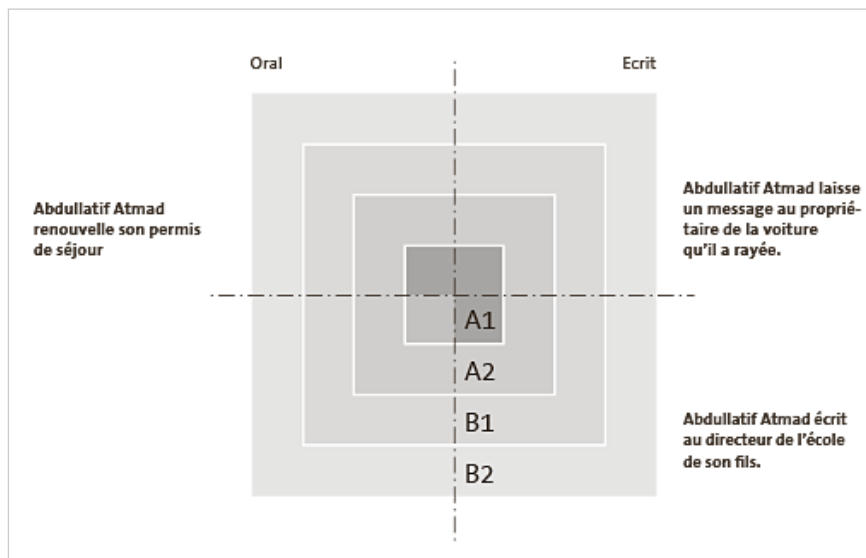 Oral
Ecrit
Abdullatif Atmad
renouvelle son permis
de séjour
Abdullatif Atmad laisse
un message au proprié-
taire de la voiture
qu'il a rayée.
A1
A2
B1
B2
Abdullatif Atmad écrit
au directeur de l'école
de son fils.